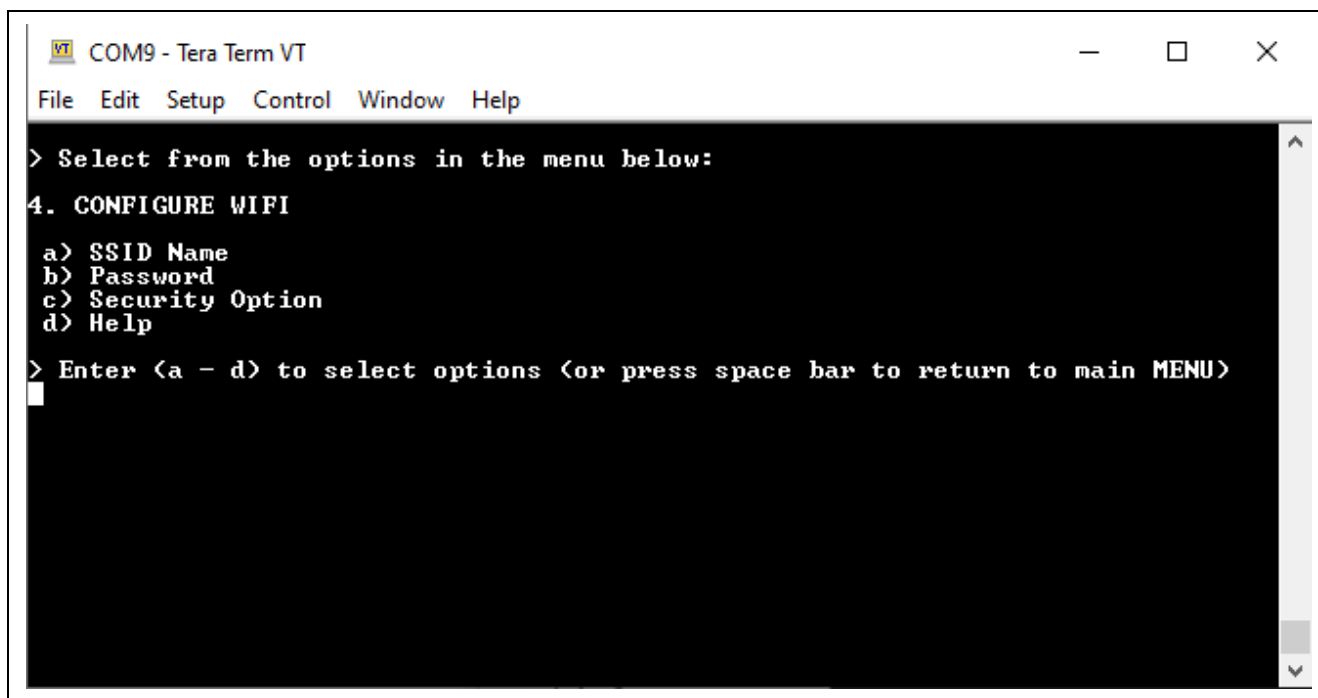 COM9 - Tera Term VT
File Edit Setup Control Window Help
> Select from the options in the menu below:
4. CONFIGURE WIFI
a) SSID Name
b) Password
c) Security Option
d) Help
> Enter (a - d) to select options (or press space bar to return to main MENU)